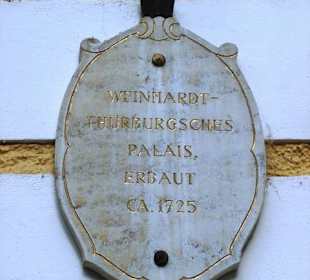 WEINHARDT-
THURBURGSCHES
PALAIS,
ERBAUT
CA. 1725